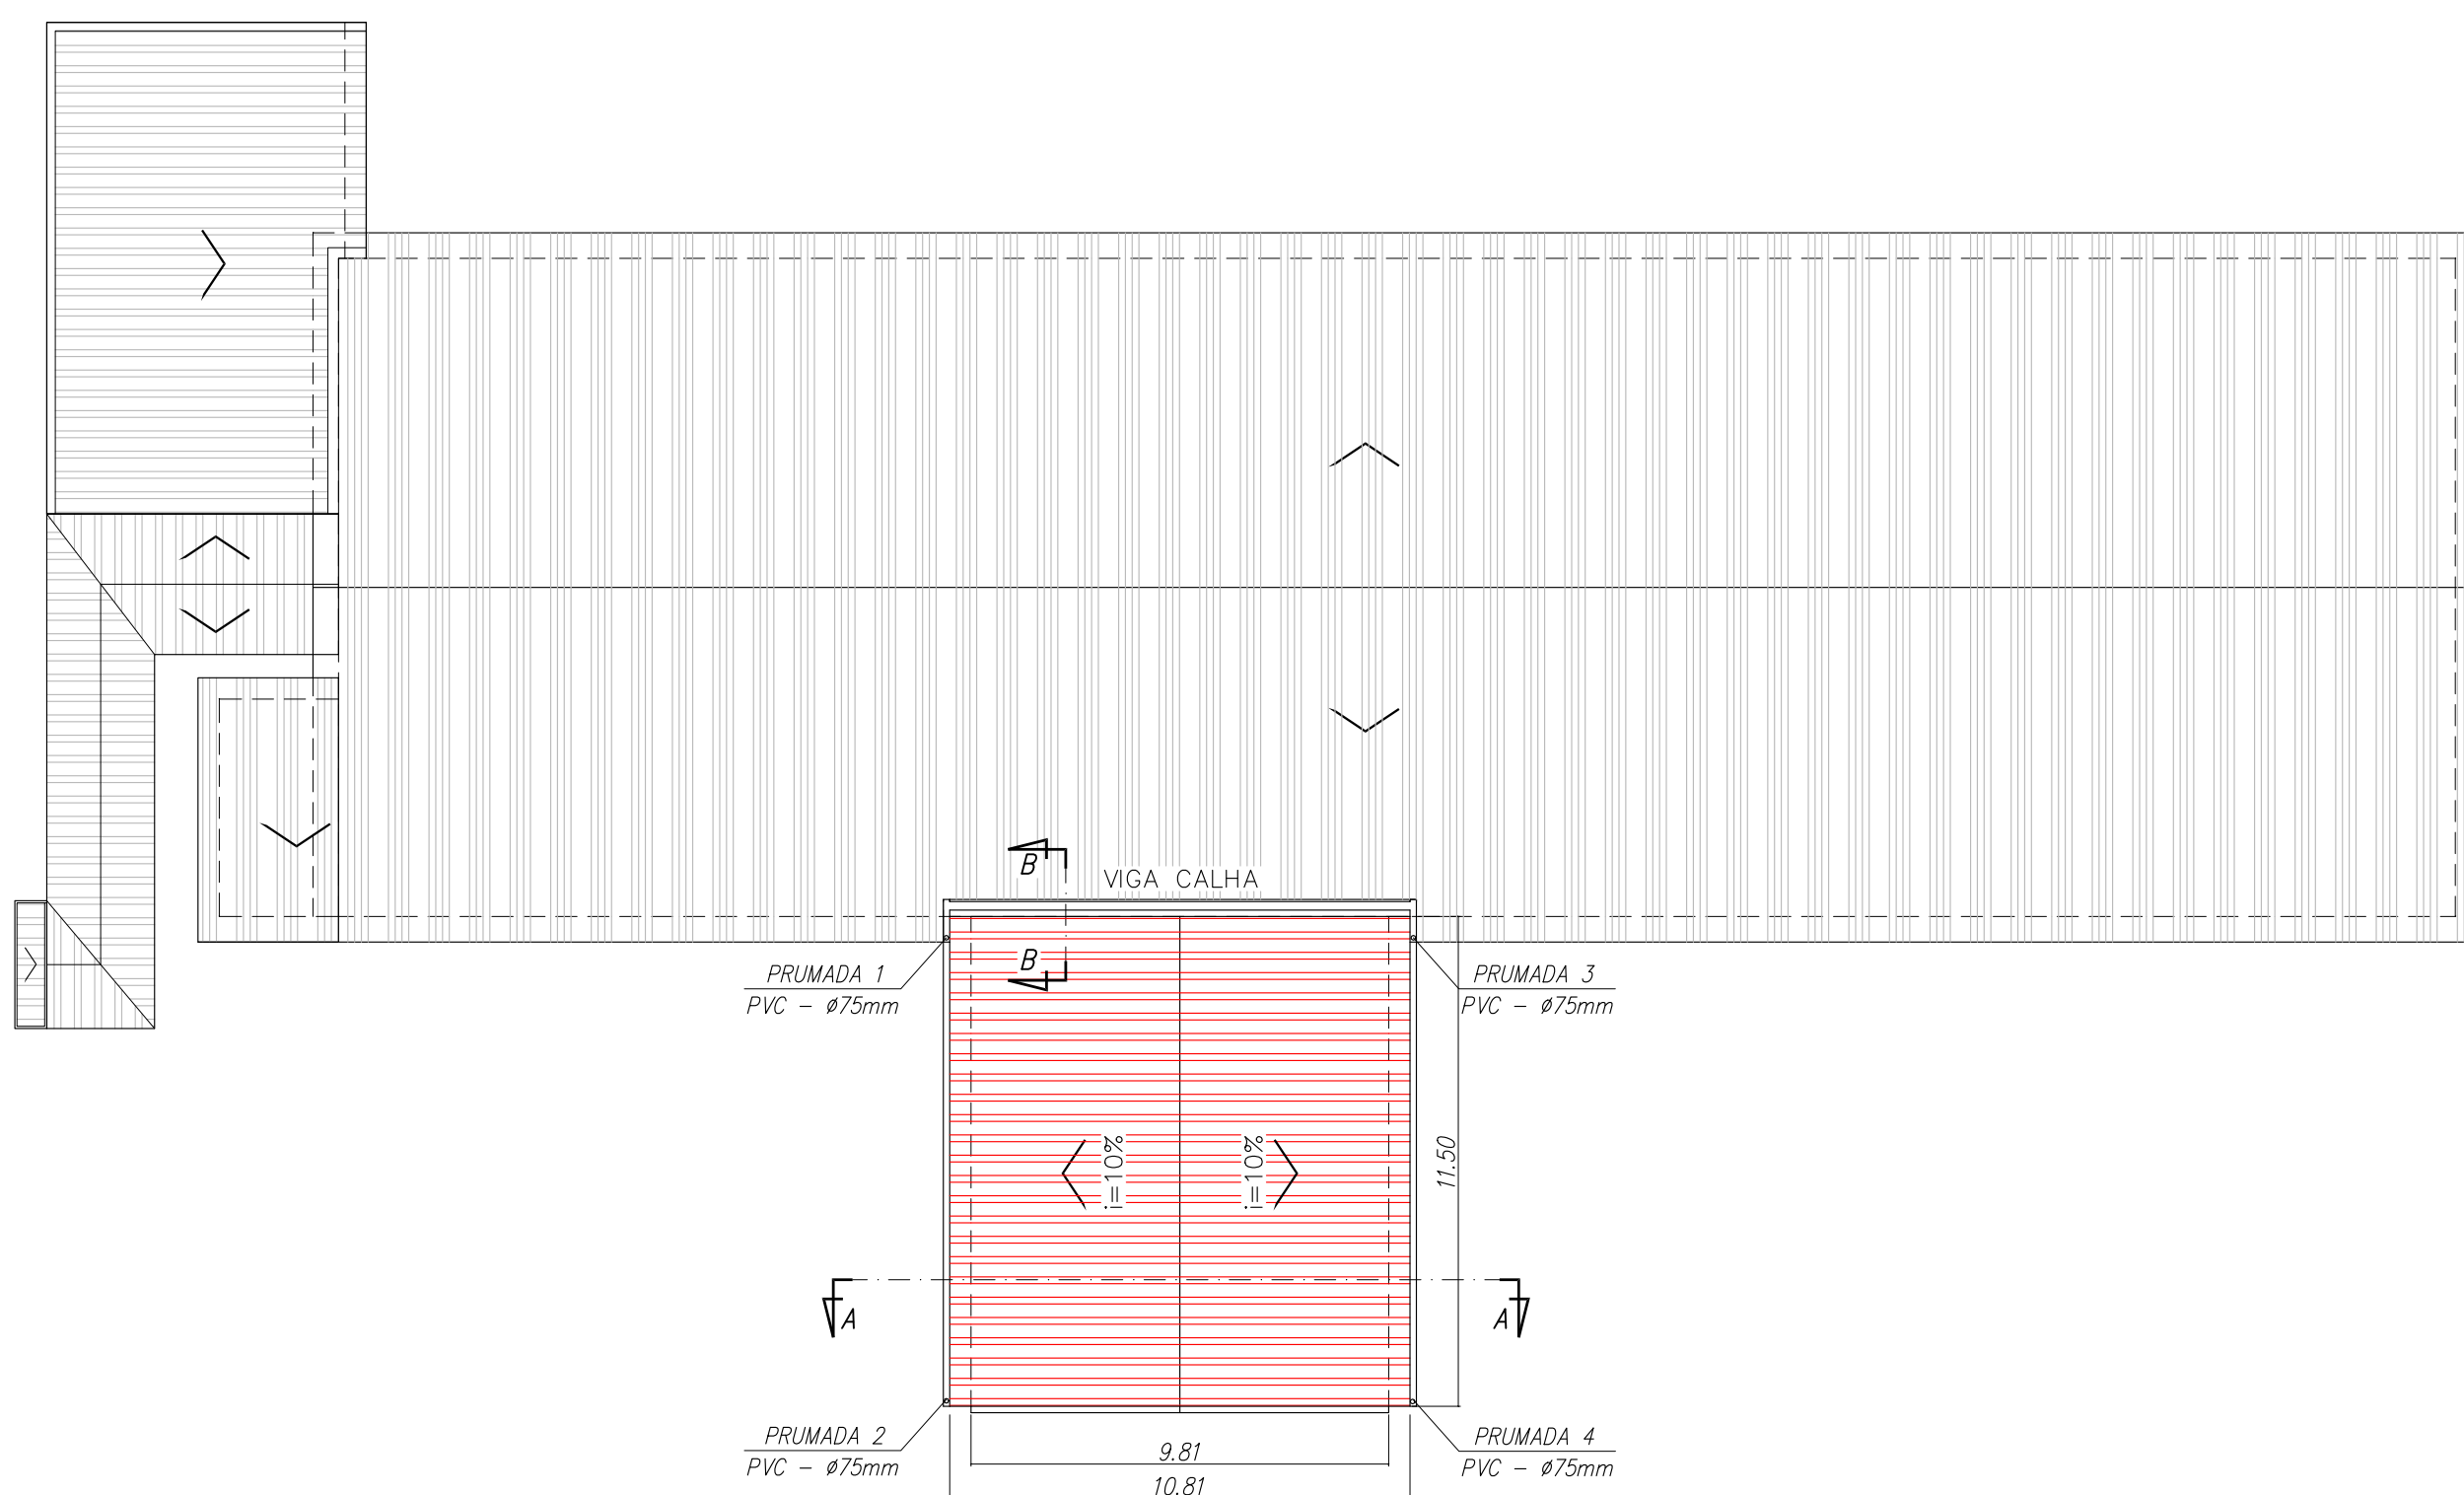 B
VIGA CALHA
B
PRUMADA 1
PVC - ø75mm
PRUMADA 3
PVC - ø75mm
i=10%
i=10%
11.50
A
A
PRUMADA 2
PVC - ø75mm
PRUMADA 4
PVC - ø75mm
9.81
10.81